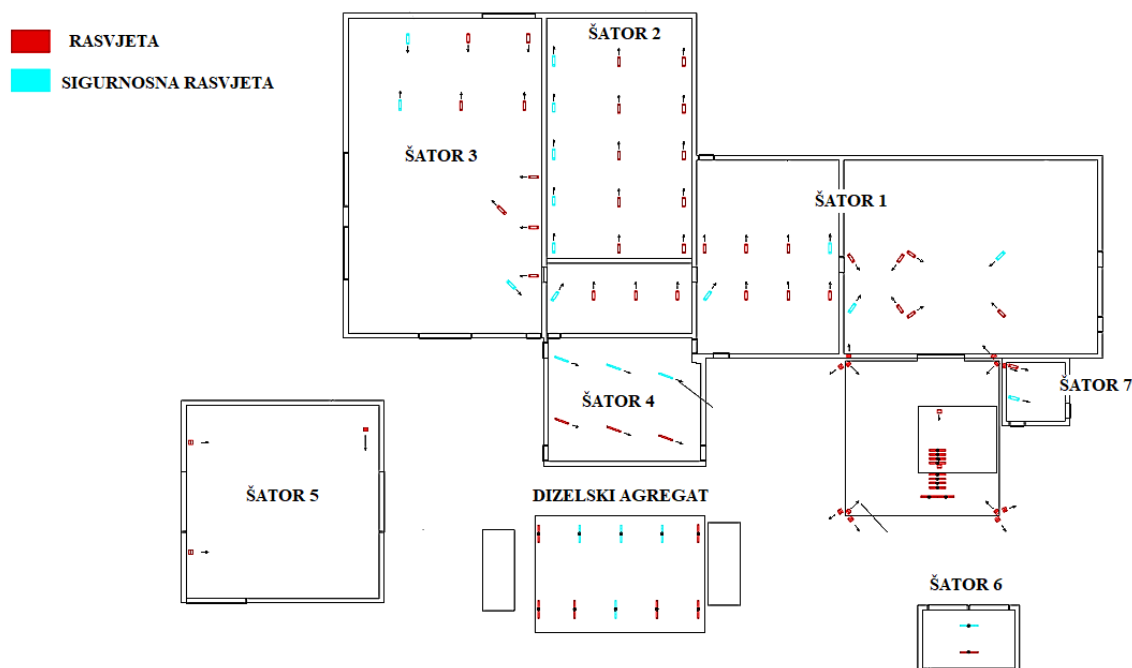 RASVJETA
SIGURNOSNA RASVJETA
ŠATOR 2
ŠATOR 3
ŠATOR 1
ŠATOR 4
ŠATOR 7
ŠATOR 5
DIZELSKI AGREGAT
ŠATOR 6